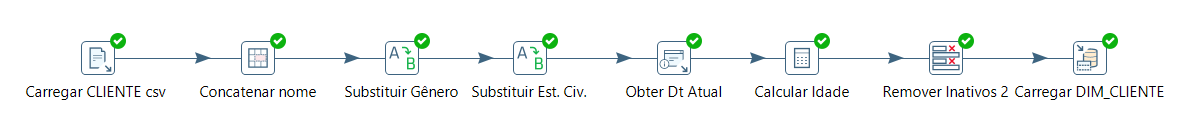 A
B
A
B
Carregar CLIENTE csv
Concatenar nome
Substituir Gênero
Substituir Est. Civ.
Obter Dt Atual
Calcular Idade
Remover Inativos 2
Carregar DIM_CLIENTE